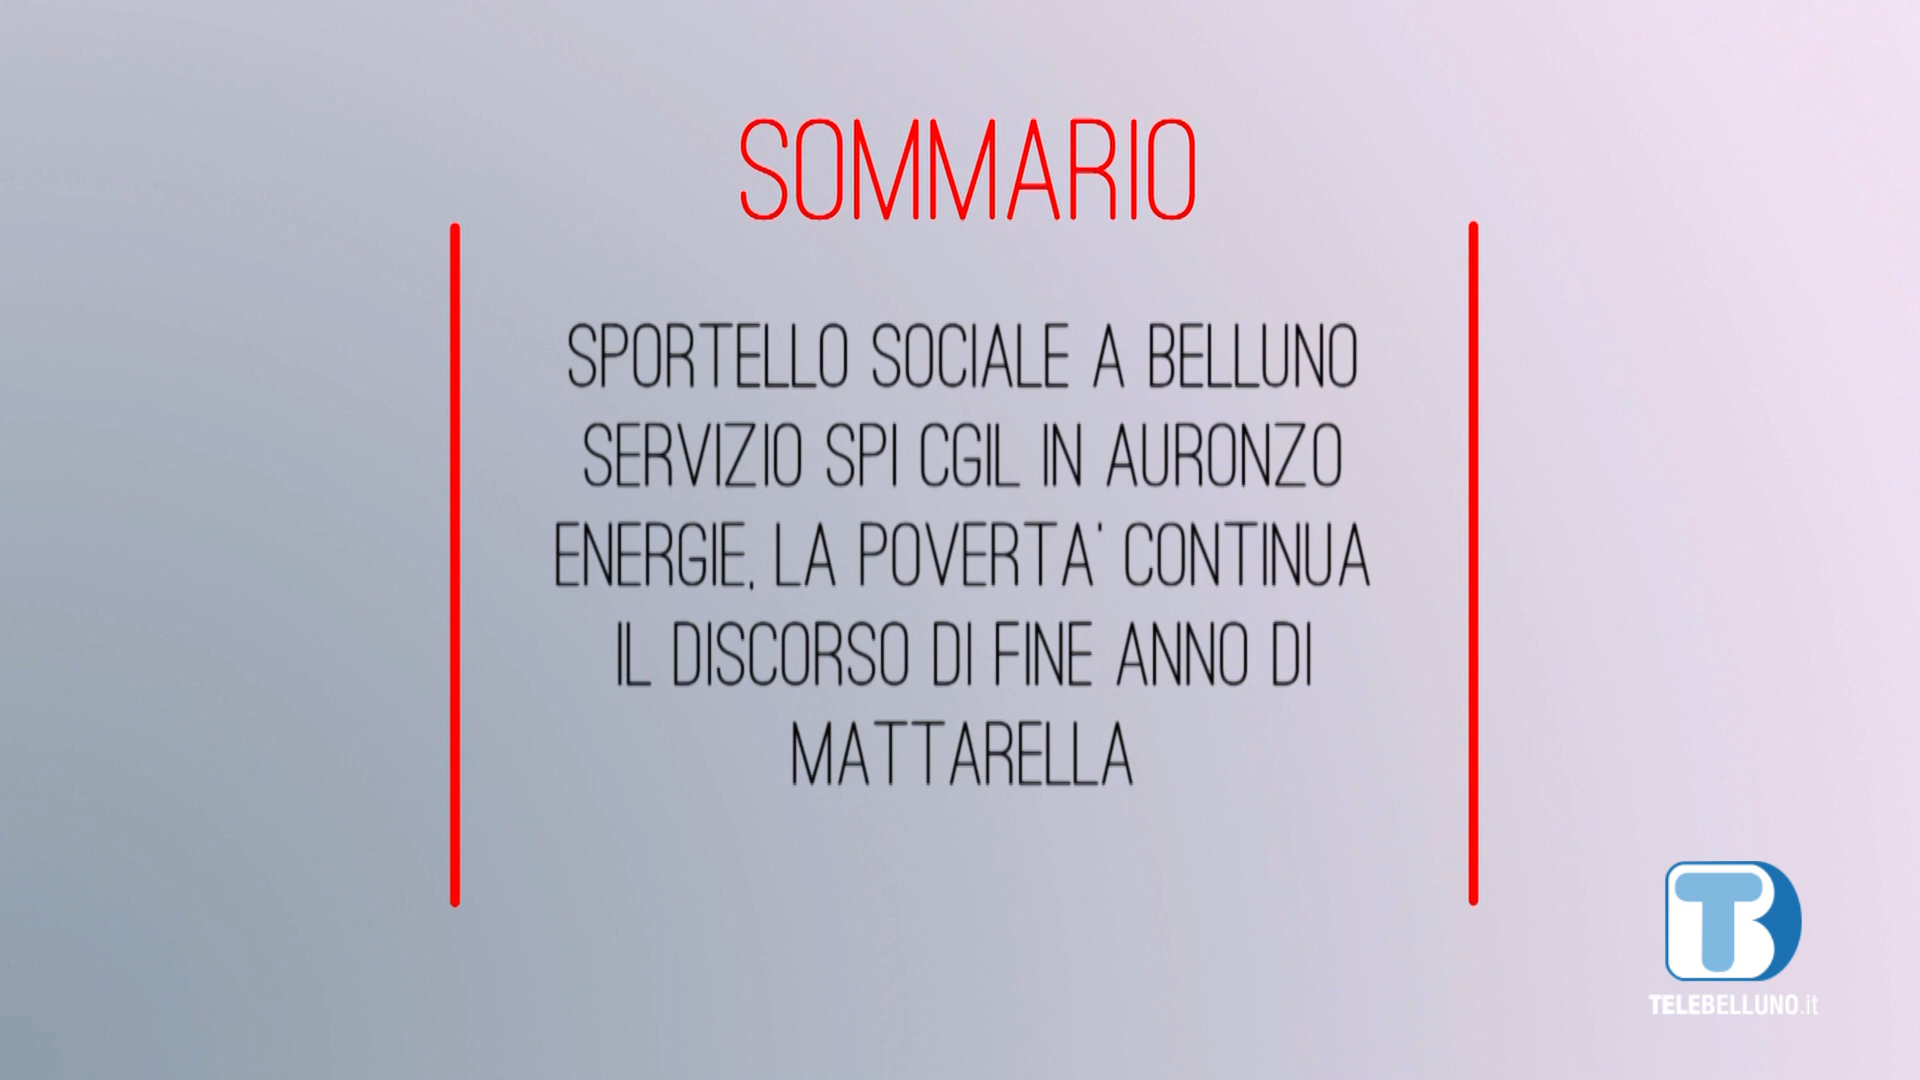 SOMMARIO
SPORTELLO SOCIALE A BELLUNO
SERVIZIO SPI CGIL IN AURONZO
ENERGIE, LA POVERTA' CONTINUA
IL DISCORSO DI FINE ANNO DI
MATTARELLA
TB
TELEBELLUNO.it